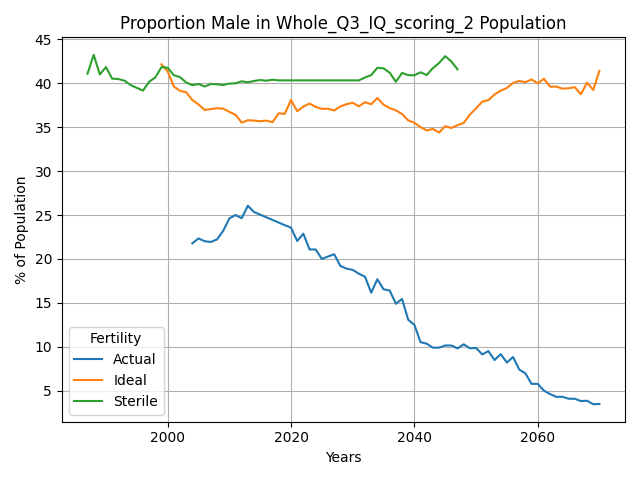 Proportion Male in Whole_Q3_IQ_scoring_2 Population
45
40
35
30
25
20
15
10
5
% of Population
Fertility
Actual
Ideal
Sterile
2000
2020
2040
2060
Years